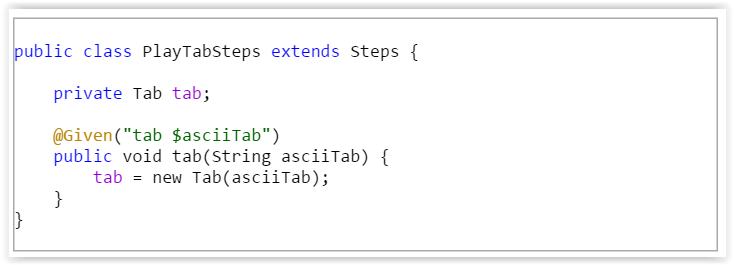 public class PlayTabSteps extends Steps {
private Tab tab;
@Given("tab $asciiTab")
public void tab(String asciiTab) {
tab = new Tab(asciiTab);
}
}